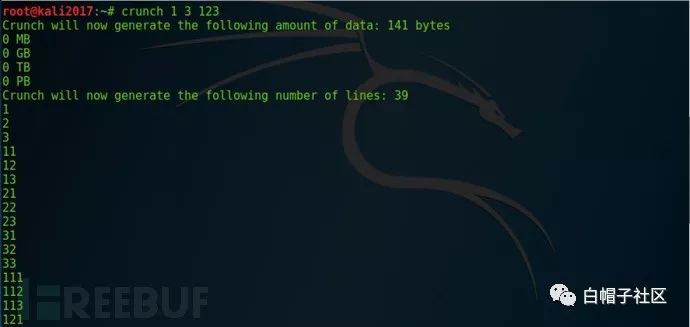 root@kali2017:~# crunch 1 3 123
Crunch will now generate the following amount of data: 141 bytes
0 MB
0 GB
0 TB
0 PB
Crunch will now generate the following number of lines: 39
1
2
3
11
12
13
21
22
23
31
32
33
111
112
113
121
REEBUF
白帽子社区